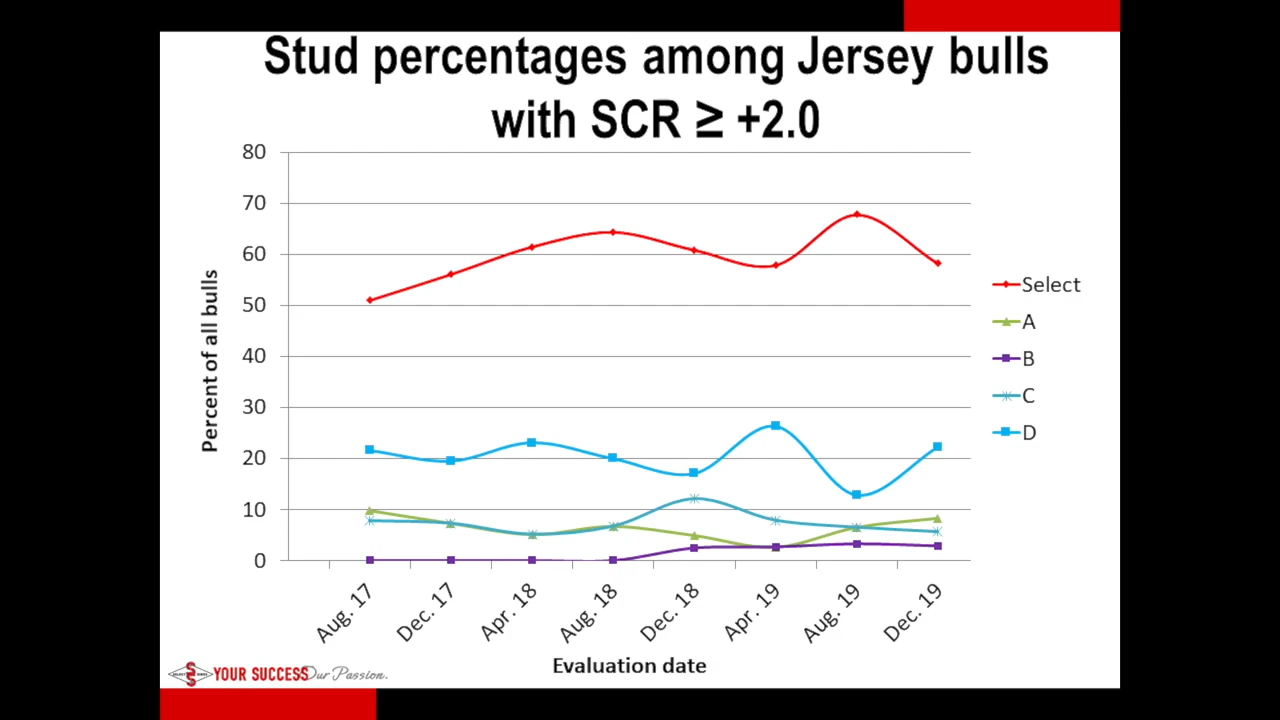 Stud percentages among Jersey bulls
with SCR ≥ +2.0
80
70
60
50
40
30
20
10
0
Percent of all bulls
Aug. 17
Dec. 17
Apr. 18
Aug. 18
Dec. 18
Apr. 19
Aug. 19
Dec. 19
Evaluation date
Select
A
B
C
D
YOUR SUCCESS Our Passion.